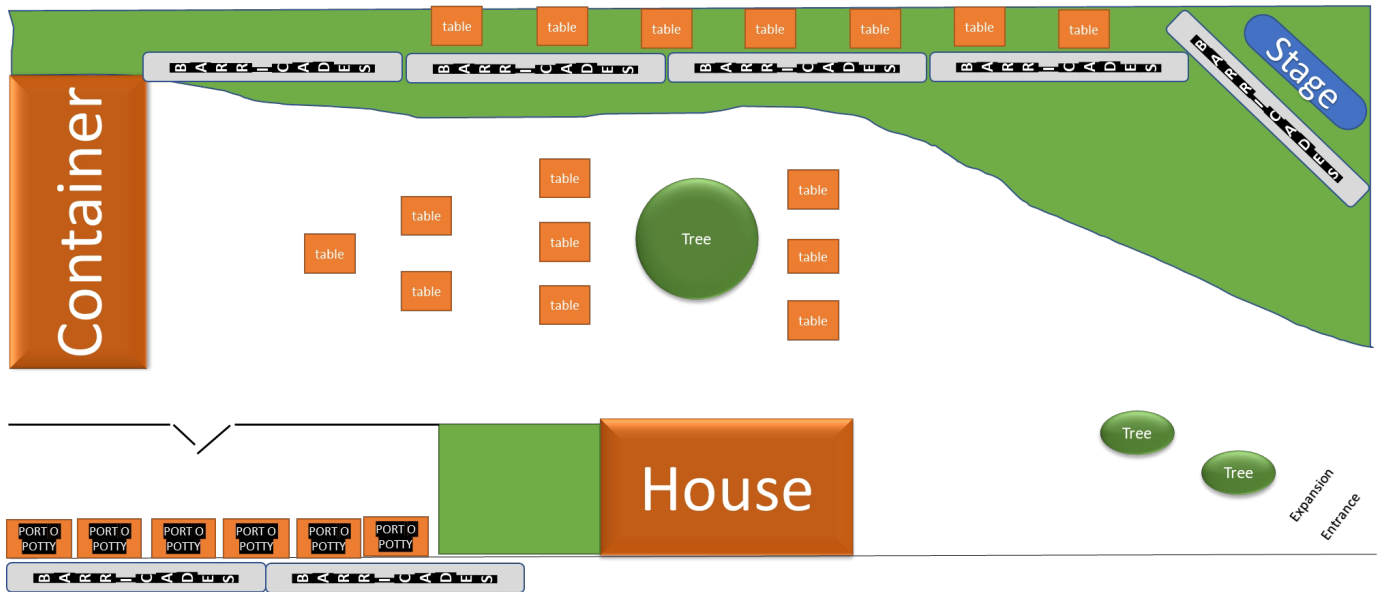 table
table
table
table
table
table
table
BARRICADES
BARRICADES
BARRICADES
BARRICADES
BARRICADES
Stage
Container
table
table
table
table
table
table
Tree
table
table
table
House
Tree
Tree
Expansion
Entrance
PORT O
POTTY
PORT O
POTTY
PORT O
POTTY
PORT O
POTTY
PORT O
POTTY
PORT O
POTTY
BARRICADES
BARRICADES